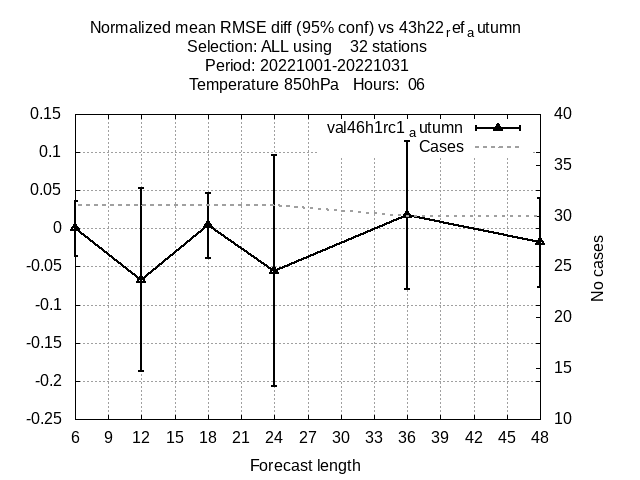 Normalized mean RMSE diff (95% conf) vs 43h22refautumn
Selection: ALL using 32 stations
Period: 20221001-20221031
Temperature 850hPa Hours: 06
val46h1rc1autumn
Cases
0.15
0.1
0.05
0
-0.05
-0.1
-0.15
-0.2
-0.25
40
35
30
25
20
15
10
No cases
6 9 12 15 18 21 24 27 30 33 36 39 42 45 48
Forecast length